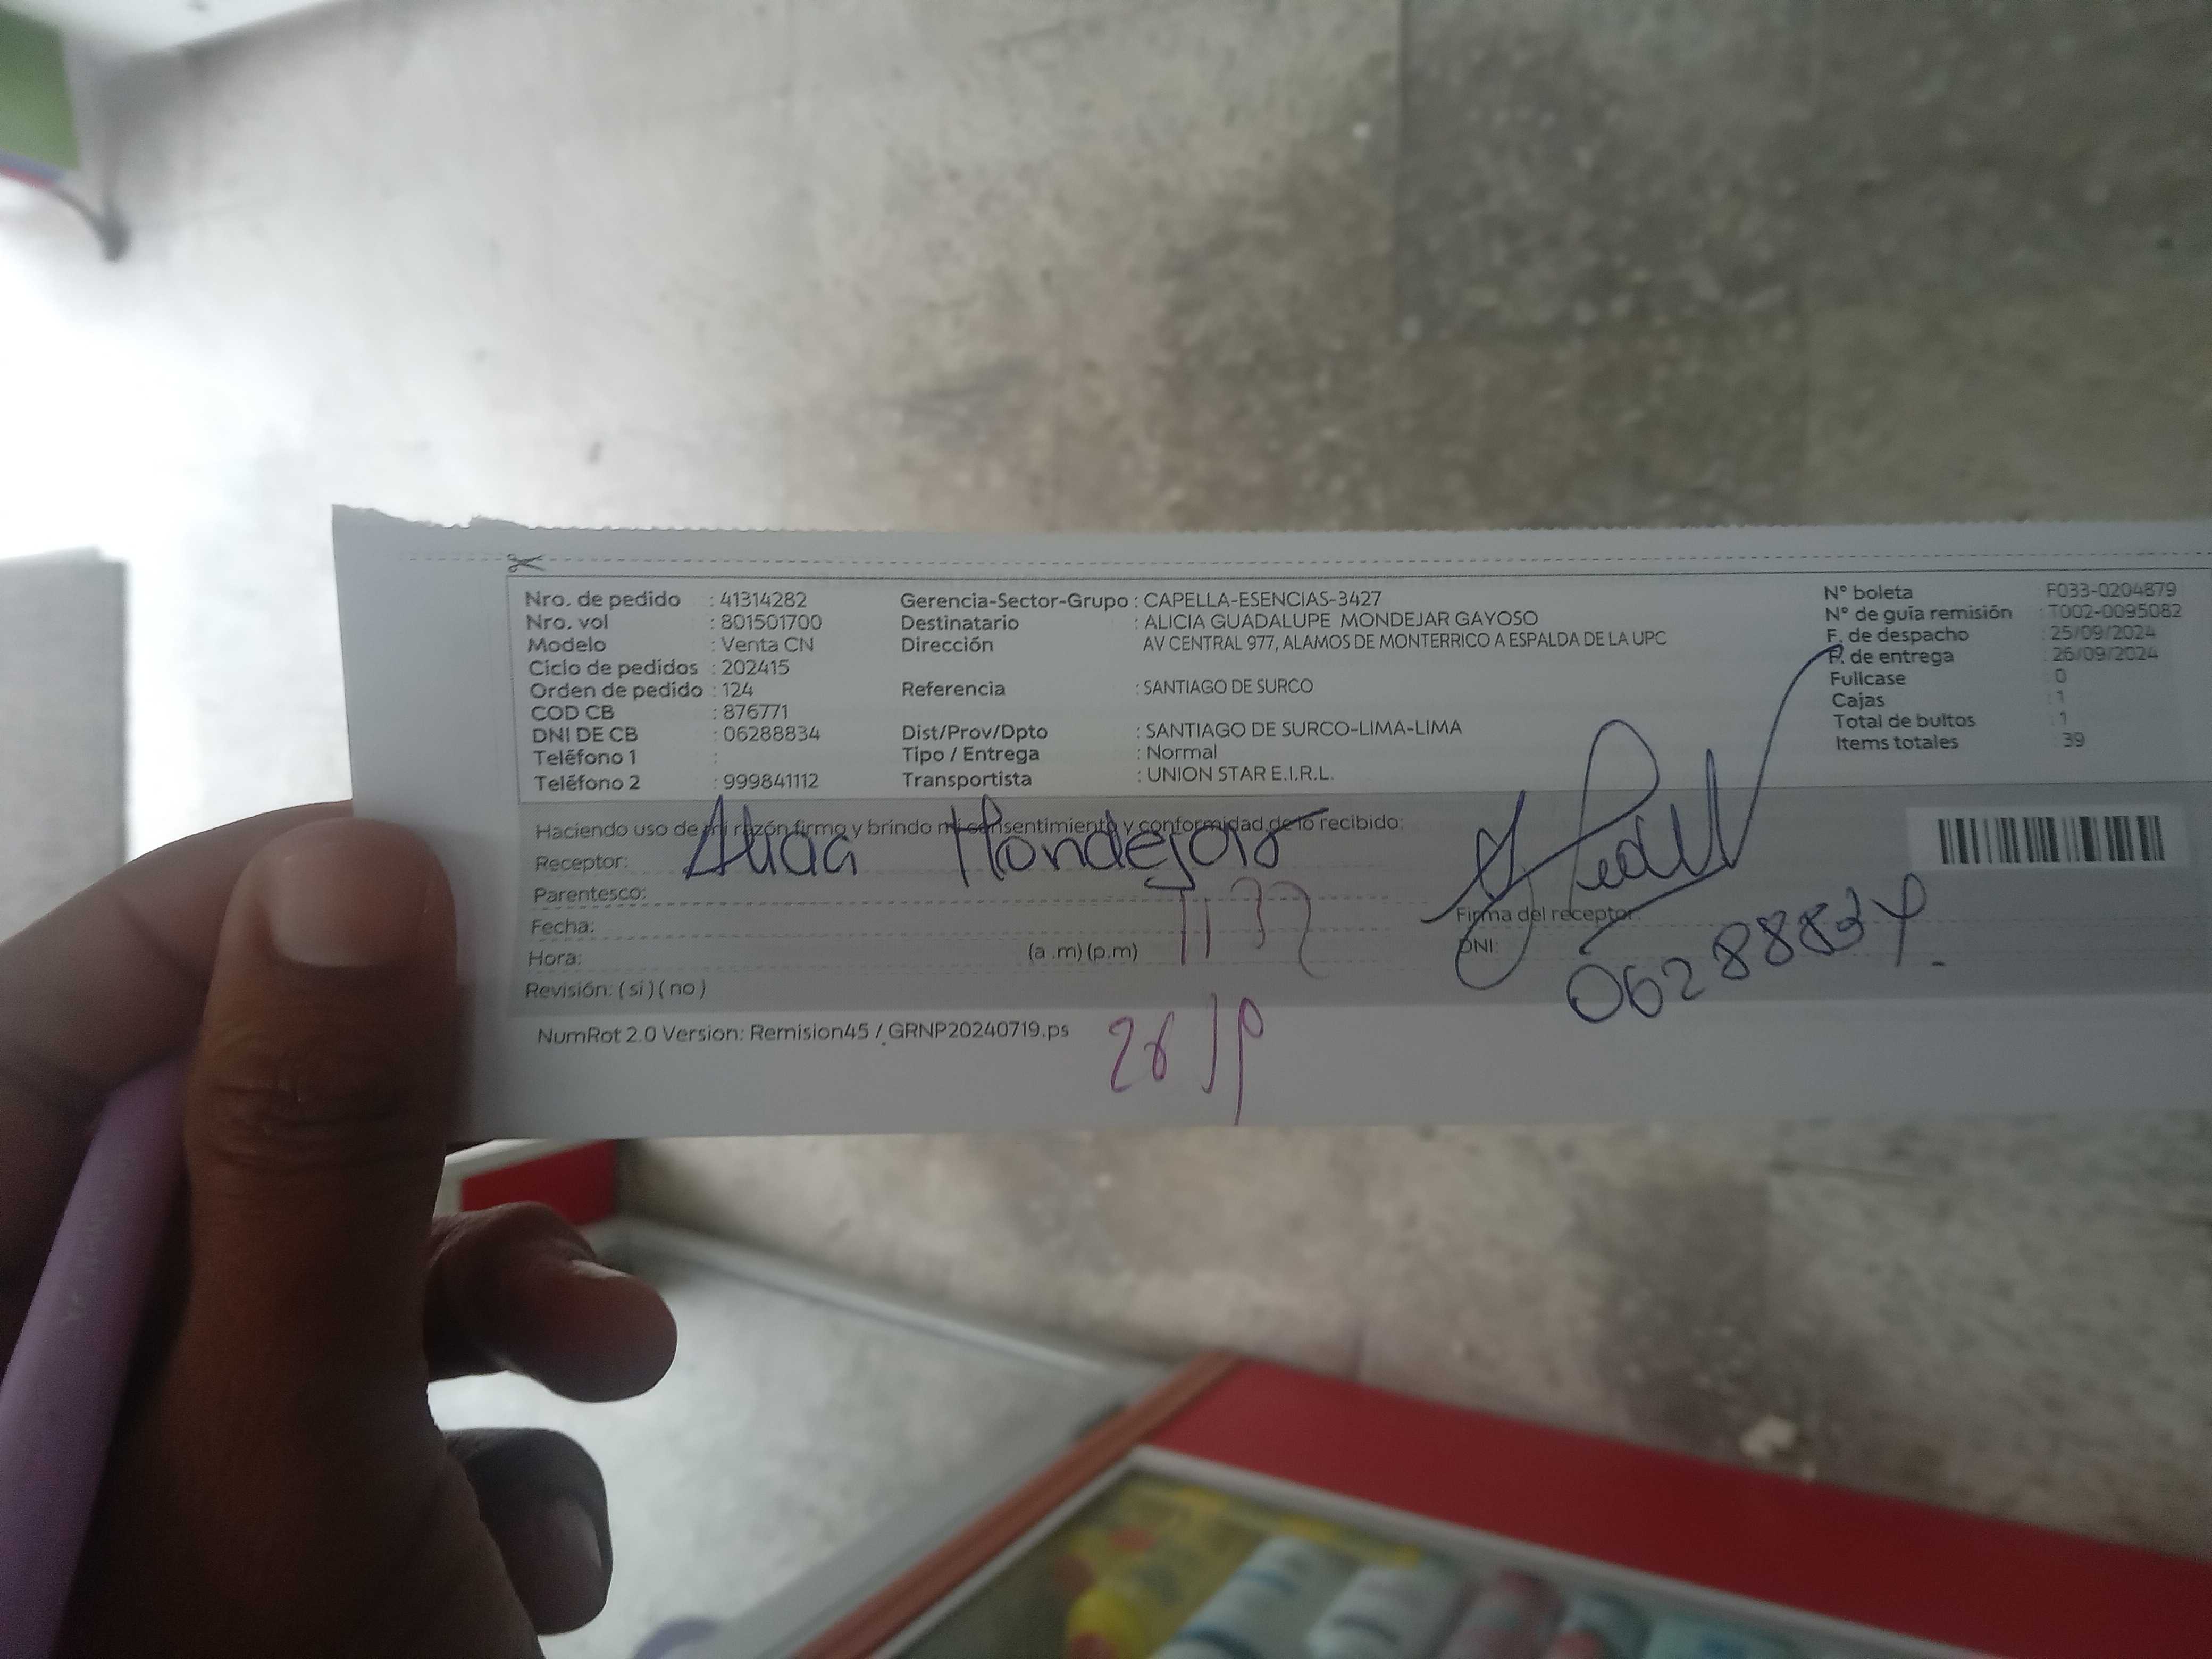 Nro. de pedido : 41314282 Gerencia-Sector-Grupo : CAPELLA-ESENCIAS-3427 N° boleta F033-0204879
Nro. vol : 801501700 Destinatario : ALICIA GUADALUPE MONDEJAR GAYOSO N° de guía remisión : T002-0095082
Modelo : Venta CN Dirección AV CENTRAL 977, ALAMOS DE MONTERRICO A ESPALDA DE LA UPC F. de despacho : 25/09/2024
Ciclo de pedidos : 202415 F. de entrega : 26/09/2024
Orden de pedido : 124 Referencia : SANTIAGO DE SURCO Fullcase : 0
COD CB : 876771 Cajas : 1
DNI DE CB : 06288834 Dist/Prov/Dpto : SANTIAGO DE SURCO-LIMA-LIMA Total de bultos : 1
Teléfono 1 : Tipo / Entrega : Normal Items totales : 39
Teléfono 2 : 999841112 Transportista : UNION STAR E.I.R.L.
Haciendo uso de mi razón firmo y brindo mi consentimiento y conformidad de lo recibido:
Receptor: Alicia Mondejar
Parentesco:
Fecha: Firma del receptor:
Hora: (a .m) (p.m) 11 32 DNI: 06288834.
Revisión: ( si ) ( no )
NumRot 2.0 Version: Remision45 / GRNP20240719.ps